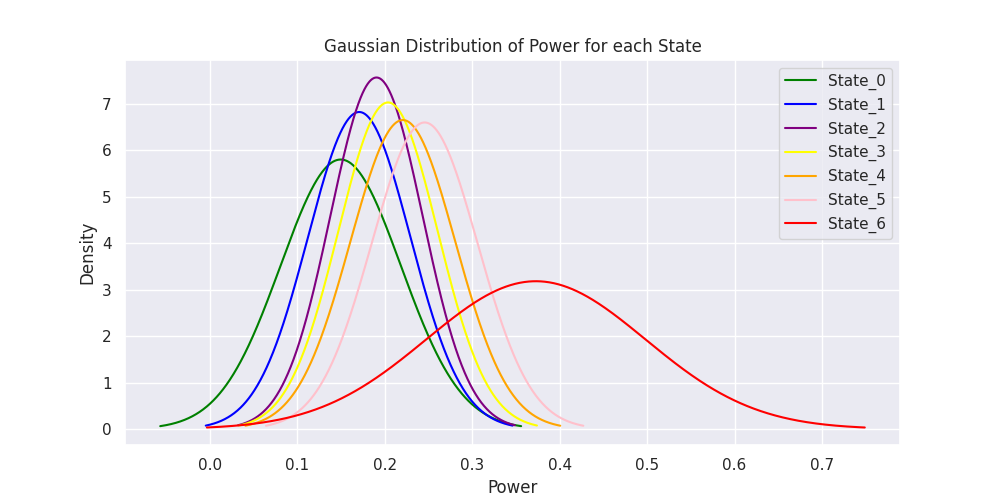 Gaussian Distribution of Power for each State
State_0
State_1
State_2
State_3
State_4
State_5
State_6
Density
7
6
5
4
3
2
1
0
0.0 0.1 0.2 0.3 0.4 0.5 0.6 0.7
Power